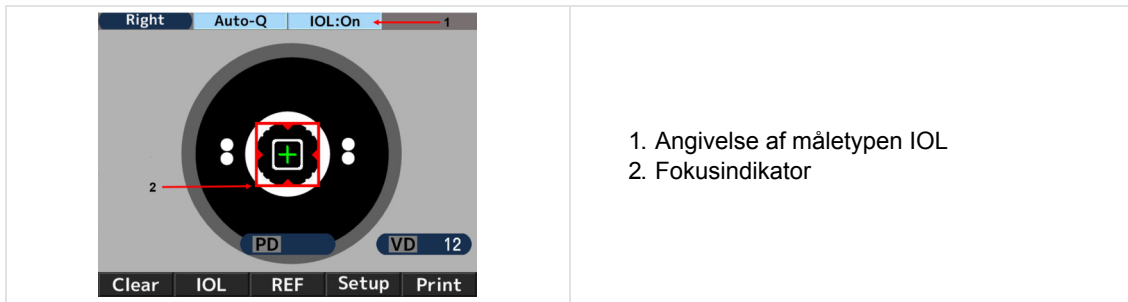 Right Auto-Q IOL:On 1
2
PD VD 12
Clear IOL REF Setup Print
1. Angivelse af måletypen IOL
2. Fokusindikator